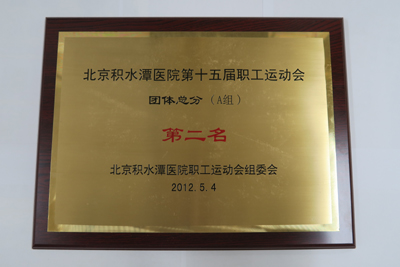 北京积水潭医院第十五届职工运动会
团体总分（A组）
第二名
北京积水潭医院职工运动会组委会
2012.5.4